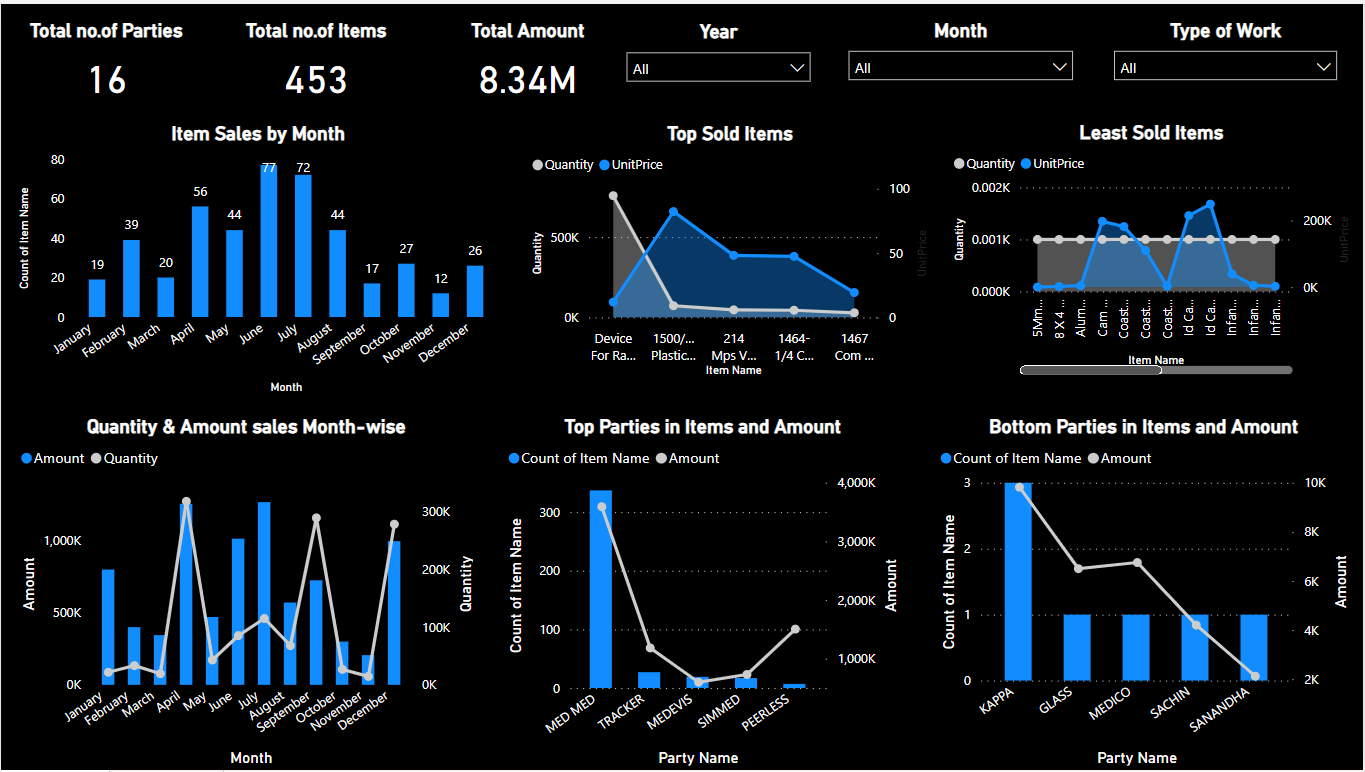 Total no.of Parties
Total no.of Items
Total Amount
Year
Month
Type of Work
16
453
8.34M
All
All
All
Item Sales by Month
80
60
40
20
0
Count of Item Name
19
39
20
56
44
77
72
44
17
27
12
26
January
February
March
April
May
June
July
August
September
October
November
December
Month
Top Sold Items
Quantity
UnitPrice
500K
0K
Quantity
100
50
0
UnitPrice
Device
For Ra...
1500/...
Plastic...
214
Mps V...
1464-
1/4 C...
1467
Com ...
Item Name
Least Sold Items
Quantity
UnitPrice
0.002K
0.001K
0.000K
Quantity
200K
0K
UnitPrice
5Mm...
8 X 4 ...
Alum...
Cam ...
Coast...
Coast...
Coast...
Id Ca...
Id Ca...
Infan...
Infan...
Infan...
Item Name
Quantity & Amount sales Month-wise
Amount
Quantity
1,000K
500K
0K
Amount
300K
200K
100K
0K
Quantity
January
February
March
April
May
June
July
August
September
October
November
December
Month
Top Parties in Items and Amount
Count of Item Name
Amount
300
200
100
0
Count of Item Name
4,000K
3,000K
2,000K
1,000K
Amount
MED MED
TRACKER
MEDEVIS
SIMMED
PEERLESS
Party Name
Bottom Parties in Items and Amount
Count of Item Name
Amount
3
2
1
0
Count of Item Name
10K
8K
6K
4K
2K
Amount
KAPPA
GLASS
MEDICO
SACHIN
SANANDHA
Party Name